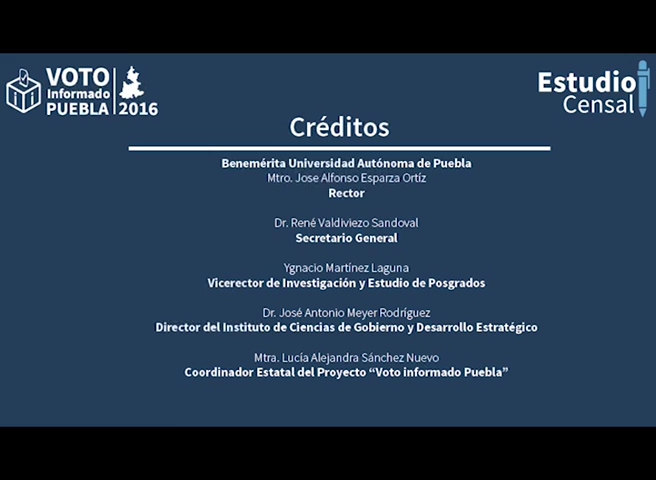 VOTO
Informado
PUEBLA
2016
Estudio
Censal
Créditos
Benemérita Universidad Autónoma de Puebla
Mtro. Jose Alfonso Esparza Ortíz
Rector
Dr. René Valdiviezo Sandoval
Secretario General
Ygnacio Martínez Laguna
Vicerector de Investigación y Estudio de Posgrados
Dr. José Antonio Meyer Rodríguez
Director del Instituto de Ciencias de Gobierno y Desarrollo Estratégico
Mtra. Lucía Alejandra Sánchez Nuevo
Coordinador Estatal del Proyecto “Voto informado Puebla”